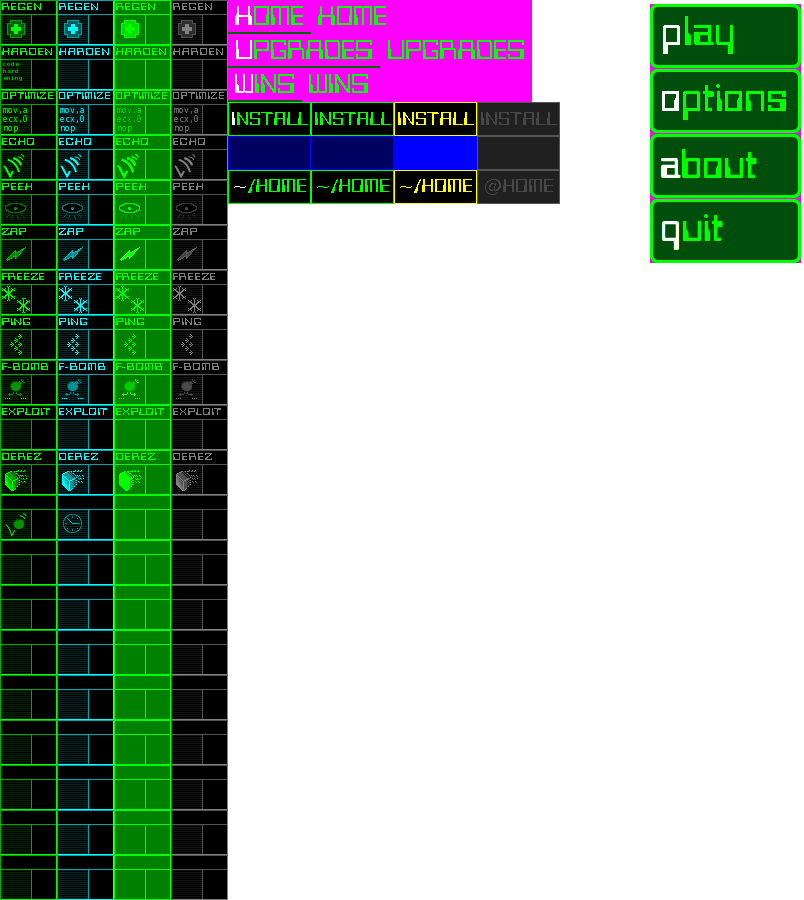 REGEN REGEN REGEN REGEN
HARDEN HARDEN HARDEN HARDEN
code
hard
ening
OPTIMIZE OPTIMIZE OPTIMIZE OPTIMIZE
mov,a mov,a mov,a mov,a
ecx,0 ecx,0 ecx,0 ecx,0
nop nop nop nop
ECHO ECHO ECHO ECHO
PEEK PEEK PEEK PEEK
ZAP ZAP ZAP ZAP
FREEZE FREEZE FREEZE FREEZE
PING PING PING PING
F-BOMB F-BOMB F-BOMB F-BOMB
EXPLOIT EXPLOIT EXPLOIT EXPLOIT
DEREZ DEREZ DEREZ DEREZ
HOME HOME
UPGRADES UPGRADES
WINS WINS
INSTALL INSTALL INSTALL INSTALL
~/HOME ~/HOME ~/HOME @HOME
play
options
about
quit